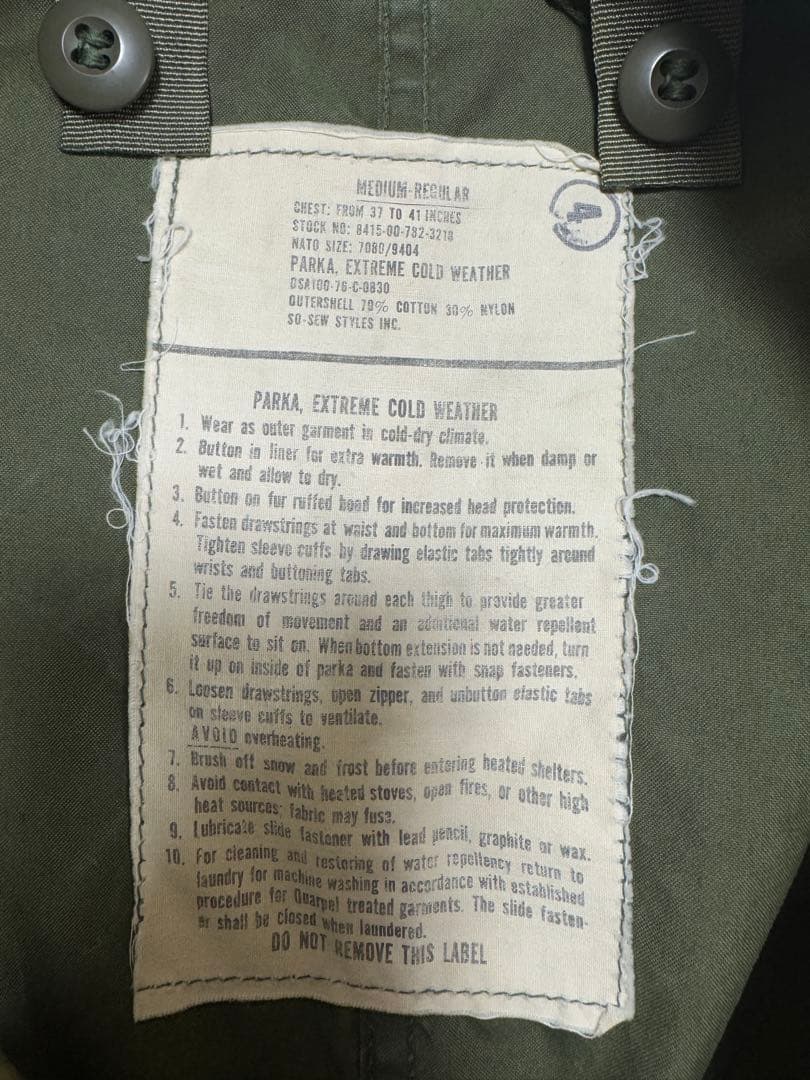 MEDIUM-REGULAR
4
CHEST: FROM 37 TO 41 INCHES
STOCK NO: 8415-00-782-3218
NATO SIZE: 7080/9404
PARKA, EXTREME COLD WEATHER
DSA100-76-C-0830
OUTERSHELL 70% COTTON 30% NYLON
SO-SEW STYLES INC.
PARKA, EXTREME COLD WEATHER
1. Wear as outer garment in cold-dry climate.
2. Button in liner for extra warmth. Remove it when damp or
wet and allow to dry.
3. Button on fur ruffed hood for increased head protection.
4. Fasten drawstrings at waist and bottom for maximum warmth.
Tighten sleeve cuffs by drawing elastic tabs tightly around
wrists and buttoning tabs.
5. Tie the drawstrings around each thigh to provide greater
freedom of movement and an additional water repellent
surface to sit on. When bottom extension is not needed, turn
it up on inside of parka and fasten with snap fasteners.
6. Loosen drawstrings, open zipper, and unbutton elastic tabs
on sleeve cuffs to ventilate.
AVOID overheating.
7. Brush off snow and frost before entering heated shelters.
8. Avoid contact with heated stoves, open fires, or other high
heat sources; fabric may fuse.
9. Lubricate slide fastener with lead pencil, graphite or wax.
10. For cleaning and restoring of water repellency return to
laundry for machine washing in accordance with established
procedure for Quarpel treated garments. The slide fasten-
er shall be closed when laundered.
DO NOT REMOVE THIS LABEL